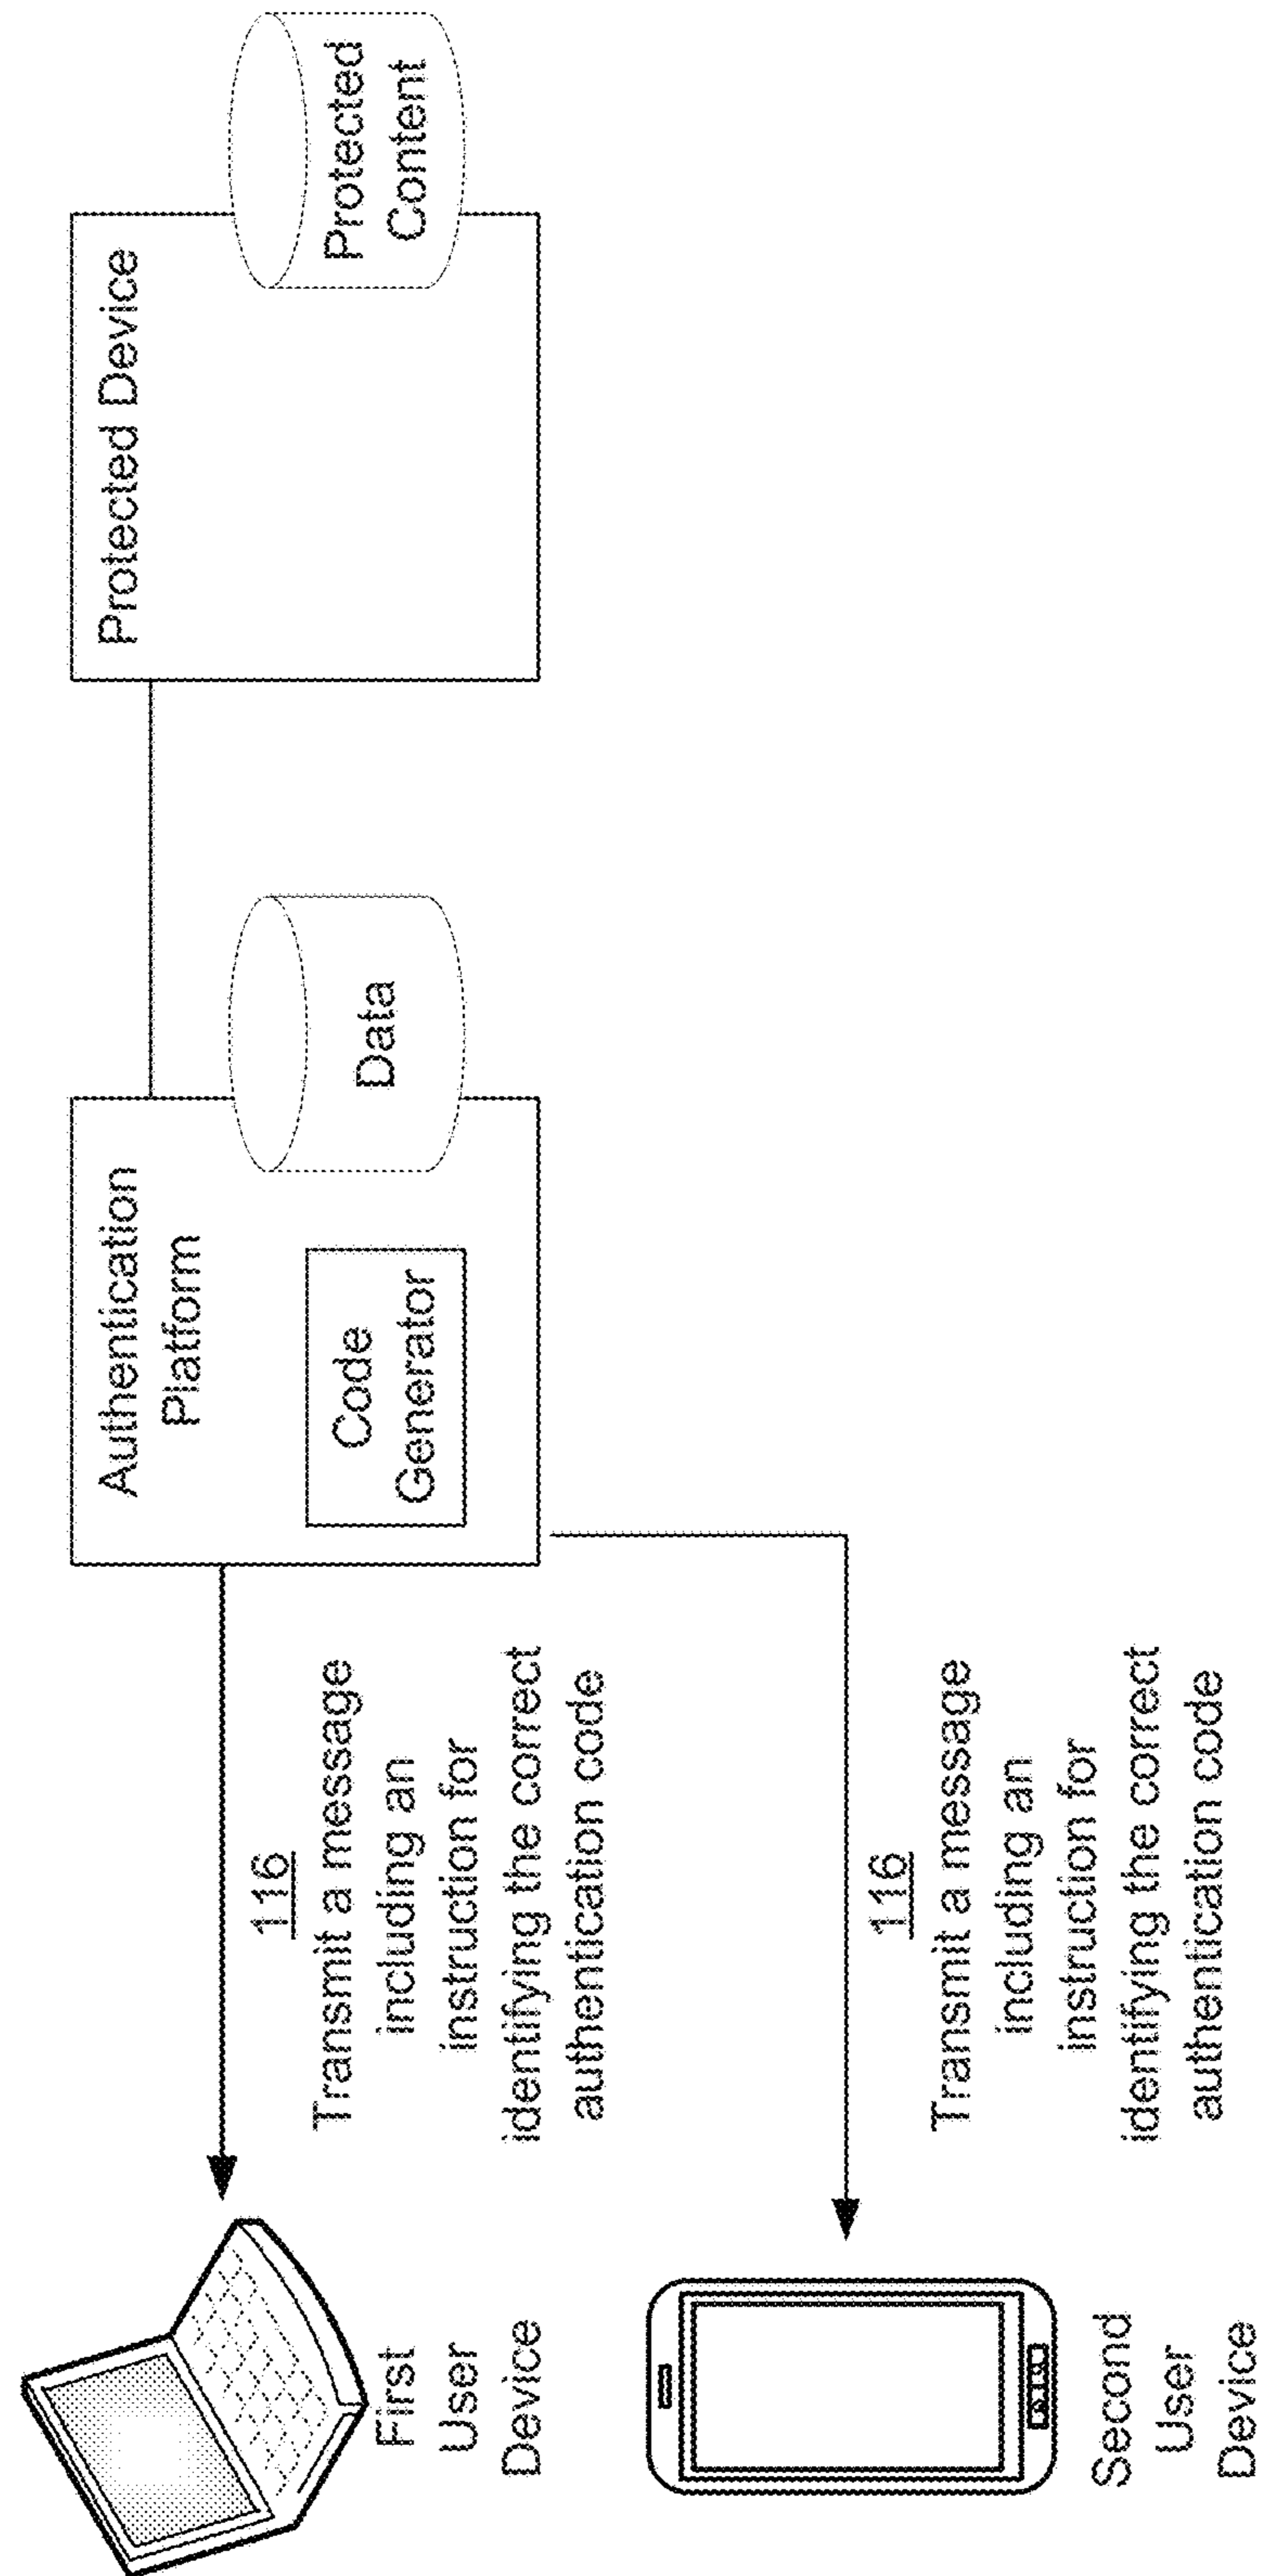 First
User
Device
116
Transmit a message
including an
instruction for
identifying the correct
authentication code
Authentication
Platform
Code
Generator
Data
Protected Device
Protected
Content
Second
User
Device
116
Transmit a message
including an
instruction for
identifying the correct
authentication code